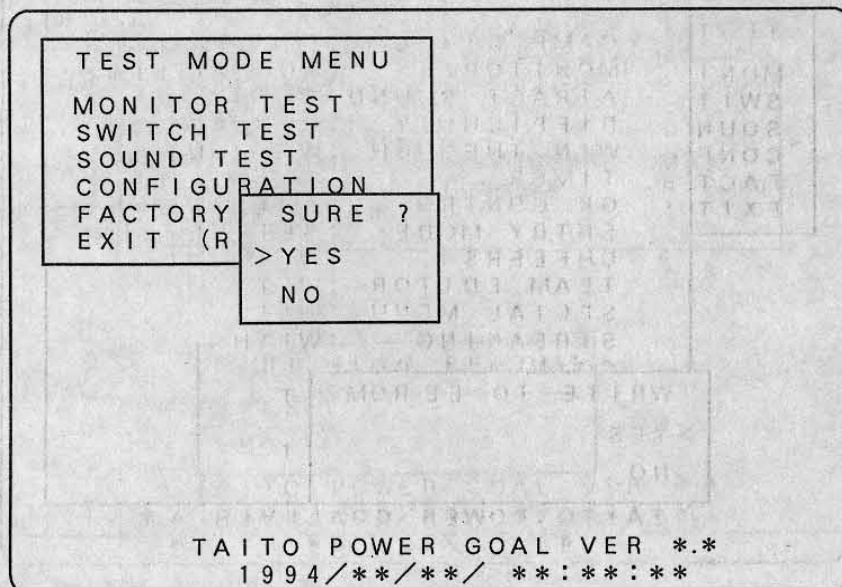 TEST MODE MENU
MONITOR TEST
SWITCH TEST
SOUND TEST
CONFIGURATION
FACTORY
EXIT (R
SURE ?
>YES
NO
TAITO POWER GOAL VER *.*
1994/**/**/ **:**:**